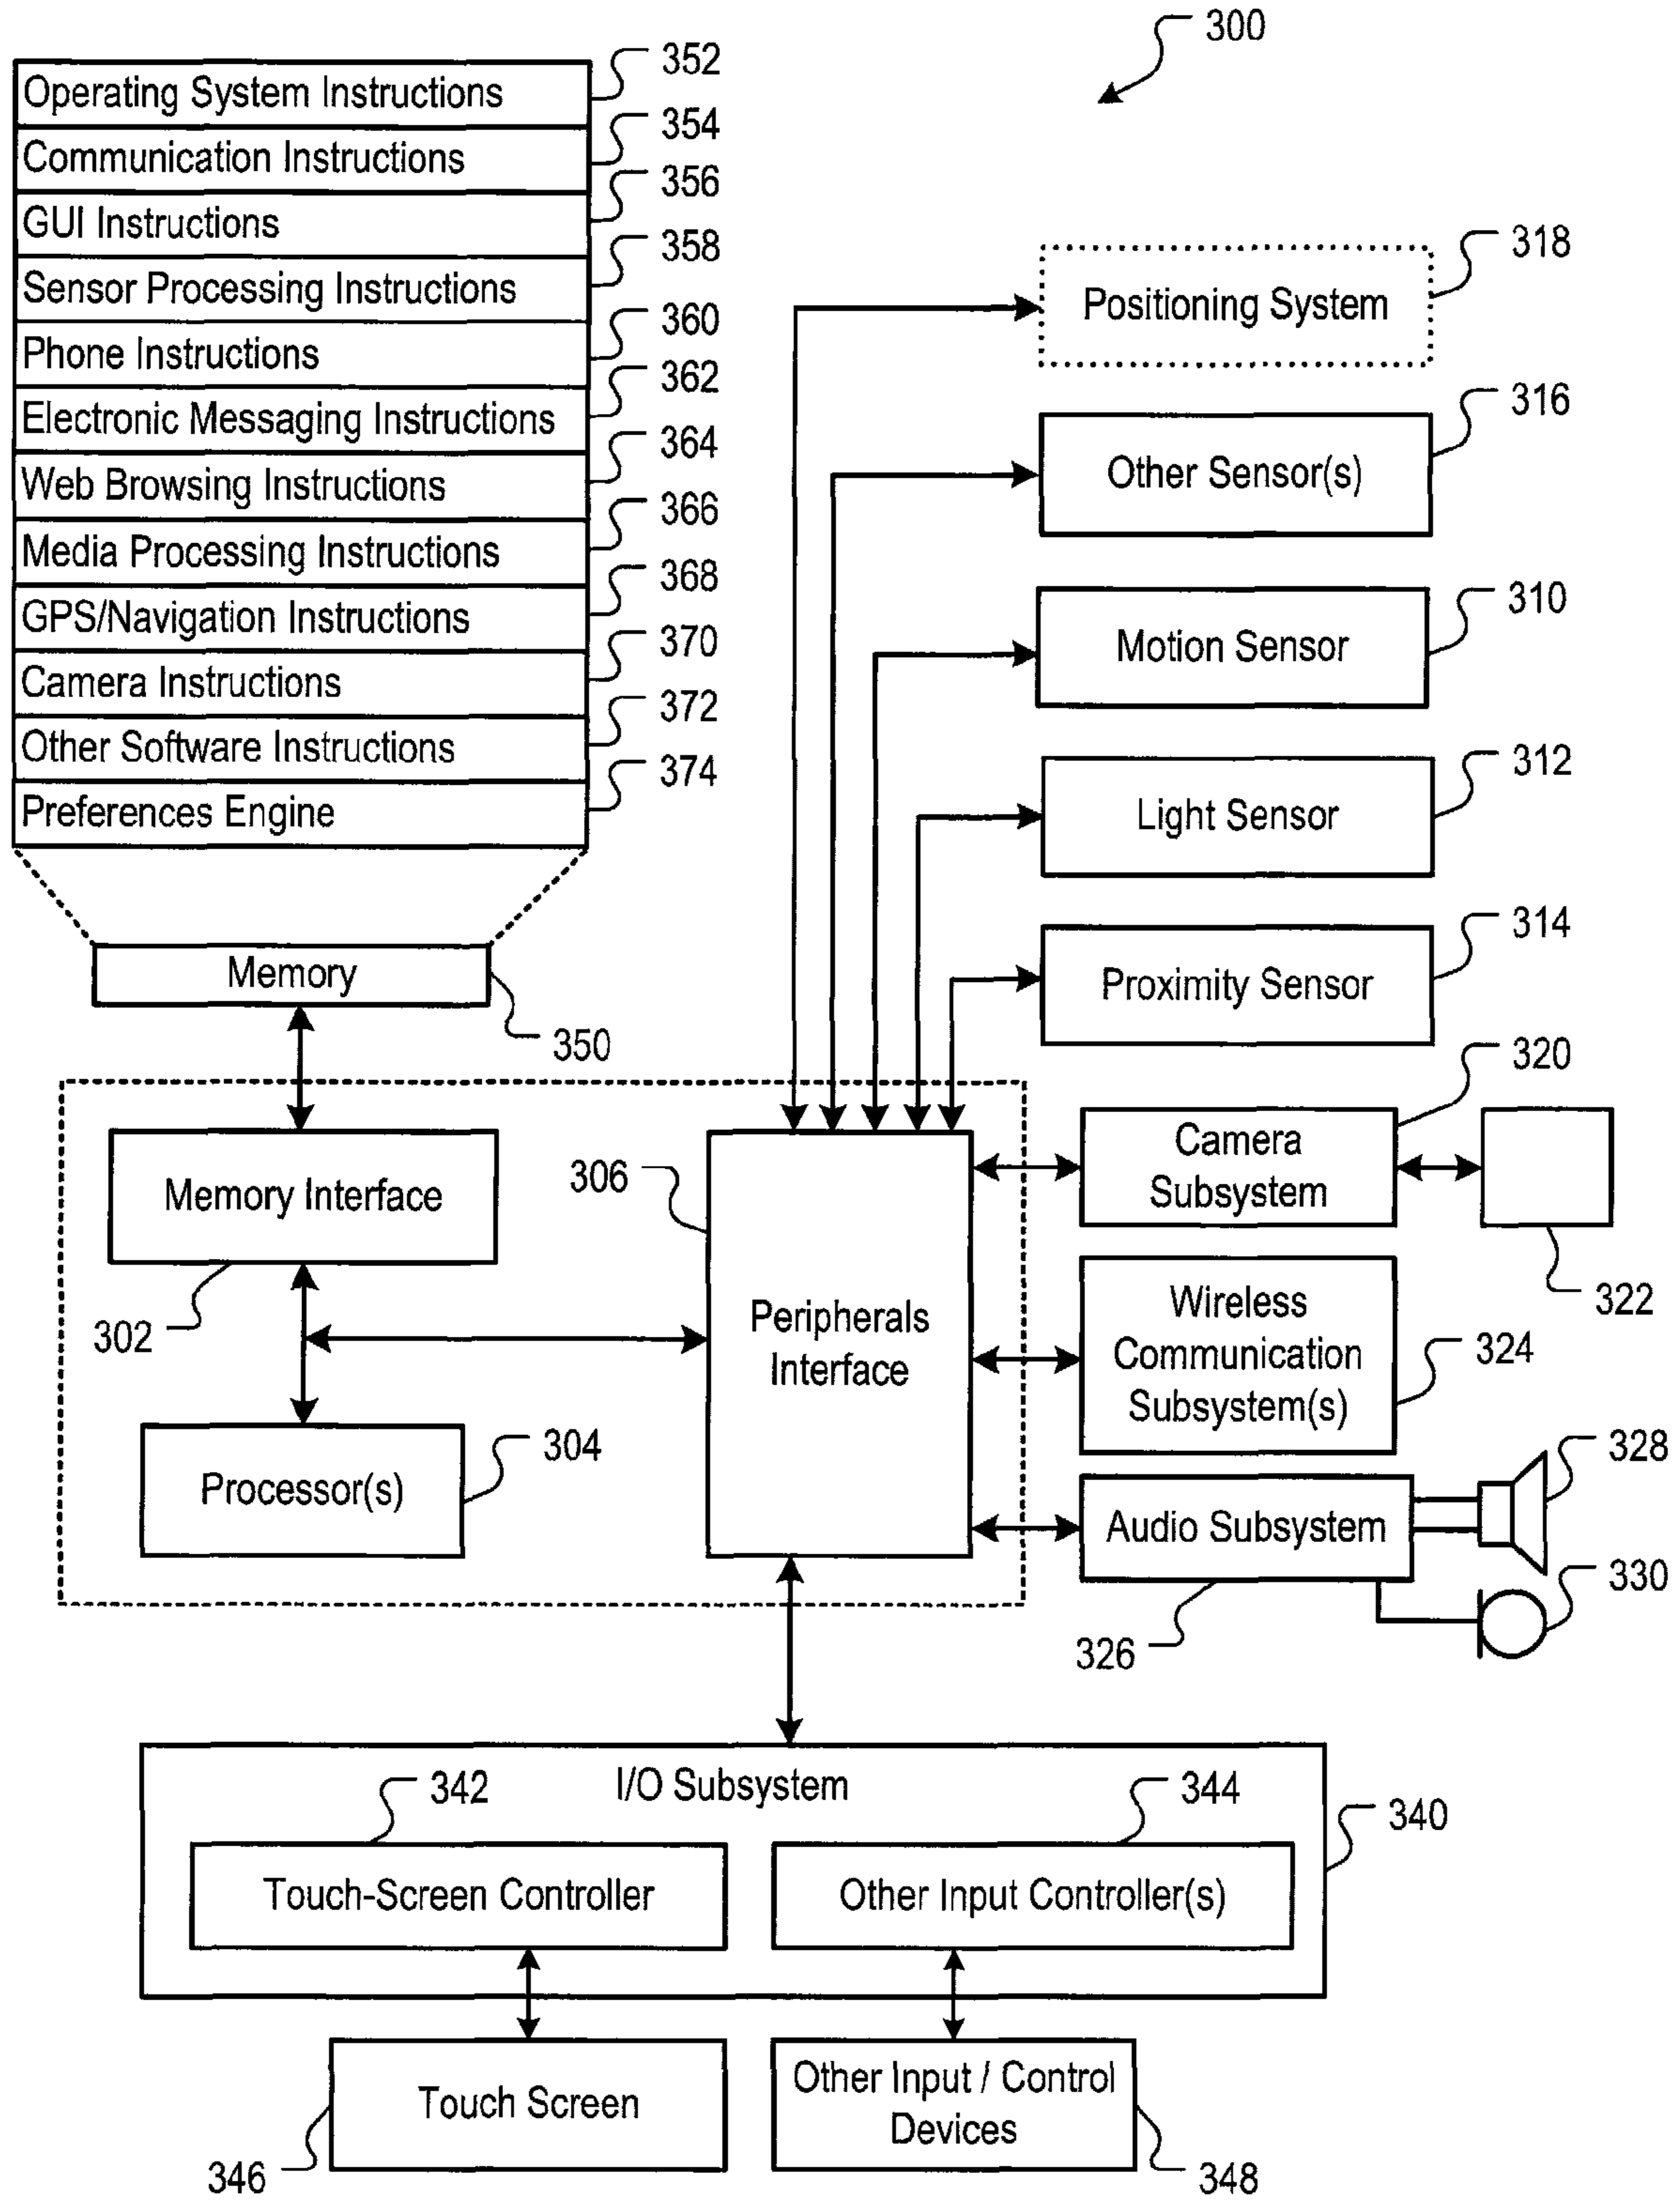 300
Operating System Instructions
352
Communication Instructions
354
GUI Instructions
356
Sensor Processing Instructions
358
Phone Instructions
360
Electronic Messaging Instructions
362
Web Browsing Instructions
364
Media Processing Instructions
366
GPS/Navigation Instructions
368
Camera Instructions
370
Other Software Instructions
372
Preferences Engine
374
Memory
350
Positioning System
318
Other Sensor(s)
316
Motion Sensor
310
Light Sensor
312
Proximity Sensor
314
Memory Interface
302
Processor(s)
304
306
Peripherals
Interface
Camera
Subsystem
320
322
Wireless
Communication
Subsystem(s)
324
Audio Subsystem
326
328
330
I/O Subsystem
340
342
Touch-Screen Controller
344
Other Input Controller(s)
Touch Screen
346
Other Input / Control
Devices
348